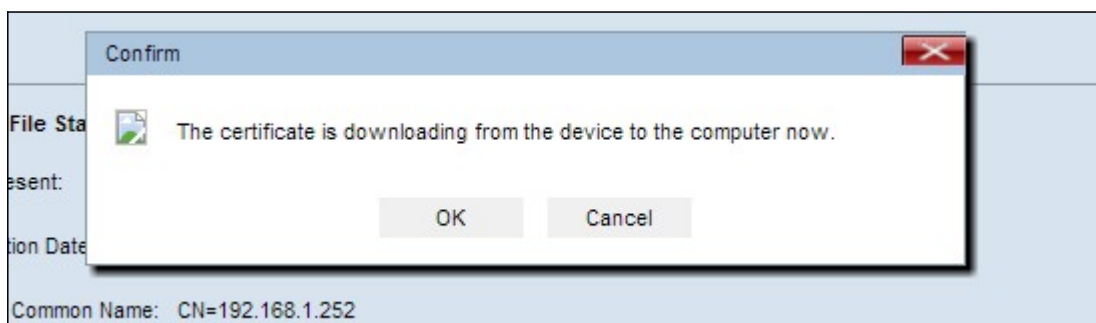 Confirm
The certificate is downloading from the device to the computer now.
OK Cancel
File Sta
esent:
tion Date
Common Name: CN=192.168.1.252